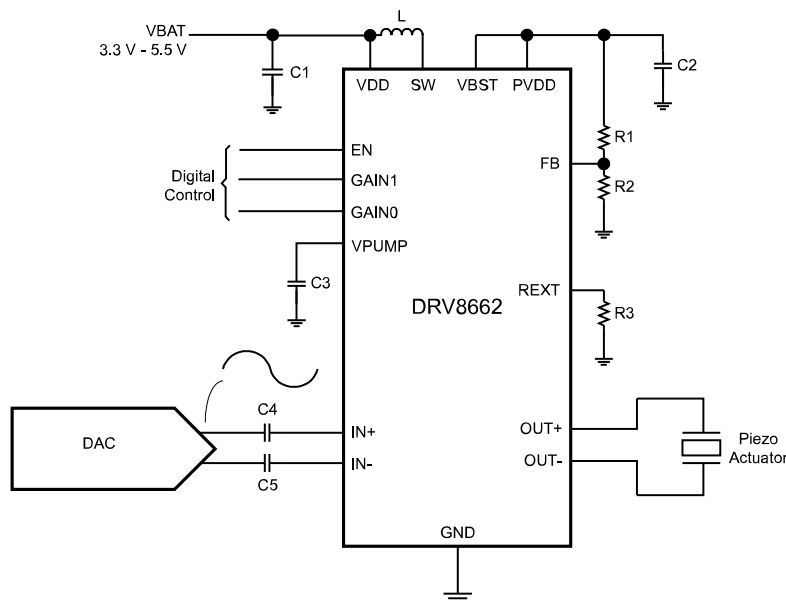 L
VBAT
3.3 V - 5.5 V
C1
C2
VDD
SW
VBST
PVDD
R1
EN
FB
Digital
Control
GAIN1
R2
GAIN0
VPUMP
C3
REXT
DRV8662
R3
C4
DAC
IN+
OUT+
Piezo
Actuator
IN-
OUT-
C5
GND